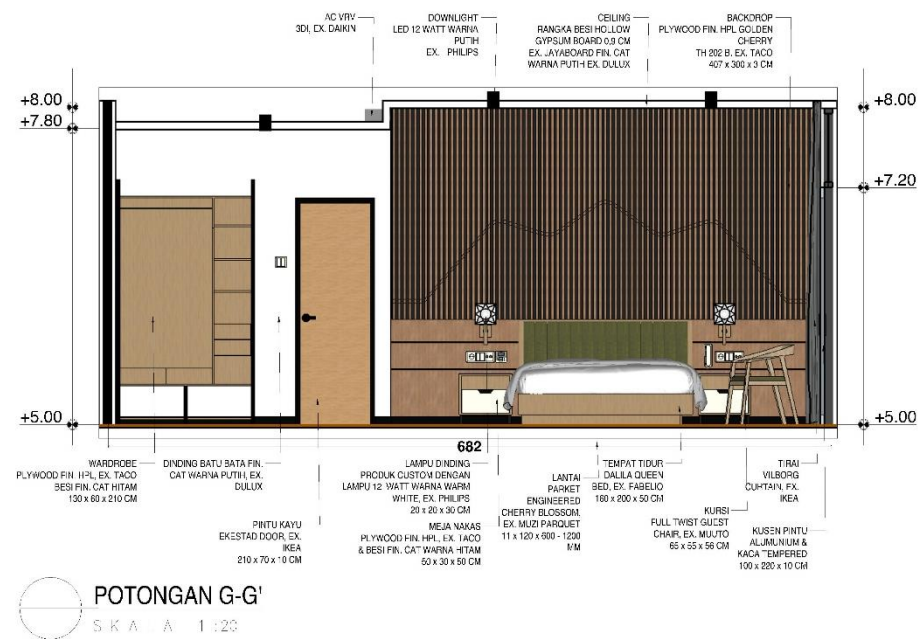 AC VRV
3DI, EX. DAIKIN
DOWNLIGHT
LED 12 WATT WARNA
PUTIH
EX. PHILIPS
CEILING
RANGKA BESI HOLLOW
GYPSUM BOARD 0,9 CM
EX. JAYABOARD FIN. CAT
WARNA PUTIH EX. DULUX
BACKDROP
PLYWOOD FIN. HPL GOLDEN
CHERRY
TH 202 B. EX. TACO
407 x 300 x 3 CM
+8.00
+7.80
+8.00
+7.20
+5.00
+5.00
682
WARDROBE
PLYWOOD FIN. HPL, EX. TACO
BESI FIN. CAT HITAM
130 x 60 x 210 CM
DINDING BATU BATA FIN.
CAT WARNA PUTIH, EX.
DULUX
PINTU KAYU
EKESTAD DOOR, EX.
IKEA
210 x 70 x 10 CM
LAMPU DINDING
PRODUK CUSTOM DENGAN
LAMPU 12 WATT WARNA WARM
WHITE, EX. PHILIPS
20 x 20 x 30 CM
MEJA NAKAS
PLYWOOD FIN. HPL, EX. TACO
& BESI FIN. CAT WARNA HITAM
50 x 30 x 50 CM
LANTAI
PARKET
ENGINEERED
CHERRY BLOSSOM.
EX. MUZI PARQUET
11 x 120 x 600 - 1200
MM
TEMPAT TIDUR
DALILA QUEEN
BED, EX. FABELIO
160 x 200 x 50 CM
KURSI
FULL TWIST GUEST
CHAIR, EX. MUUTO
65 x 55 x 56 CM
TIRAI
VILBORG
CURTAIN, EX.
IKEA
KUSEN PINTU
ALUMUNIUM &
KACA TEMPERED
100 x 220 x 10 CM
POTONGAN G-G'
SKALA 1:20